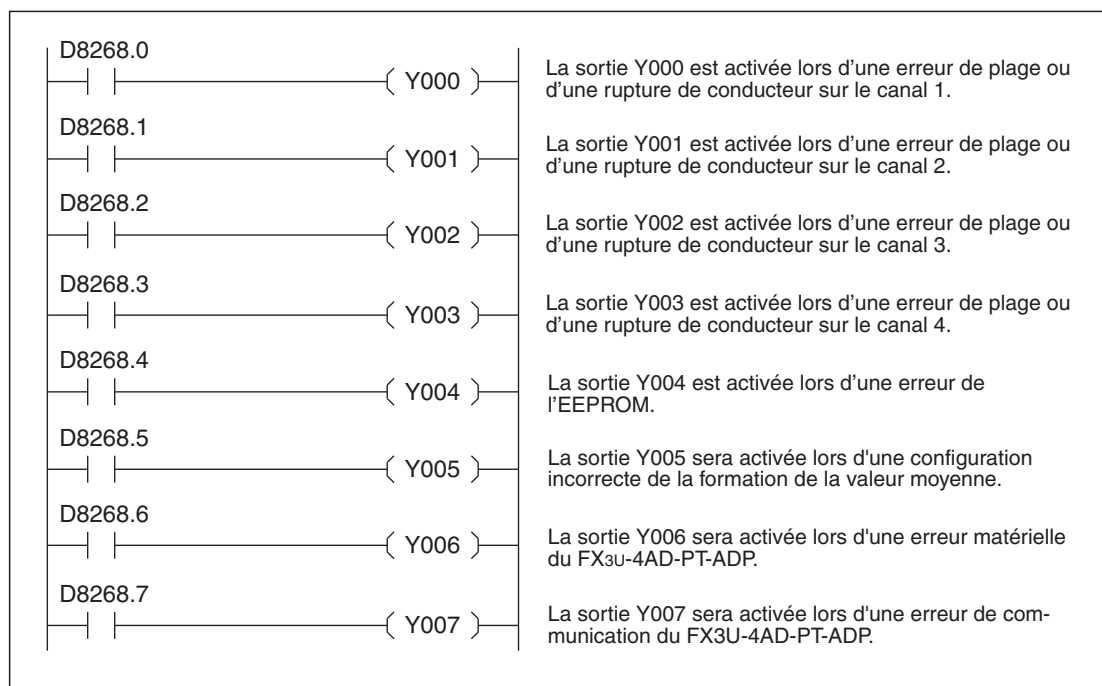 D8268.0
Y000
La sortie Y000 est activée lors d’une erreur de plage ou
d’une rupture de conducteur sur le canal 1.
D8268.1
Y001
La sortie Y001 est activée lors d’une erreur de plage ou
d’une rupture de conducteur sur le canal 2.
D8268.2
Y002
La sortie Y002 est activée lors d’une erreur de plage ou
d’une rupture de conducteur sur le canal 3.
D8268.3
Y003
La sortie Y003 est activée lors d’une erreur de plage ou
d’une rupture de conducteur sur le canal 4.
D8268.4
Y004
La sortie Y004 est activée lors d’une erreur de
l’EEPROM.
D8268.5
Y005
La sortie Y005 sera activée lors d'une configuration
incorrecte de la formation de la valeur moyenne.
D8268.6
Y006
La sortie Y006 sera activée lors d'une erreur matérielle
du FX3U-4AD-PT-ADP.
D8268.7
Y007
La sortie Y007 sera activée lors d'une erreur de com-
munication du FX3U-4AD-PT-ADP.